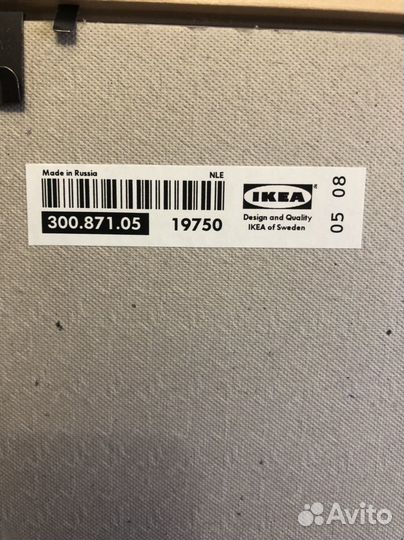 Made in Russia NLE
300.871.05 19750
IKEA ®
Design and Quality
IKEA of Sweden
05 08
Avito